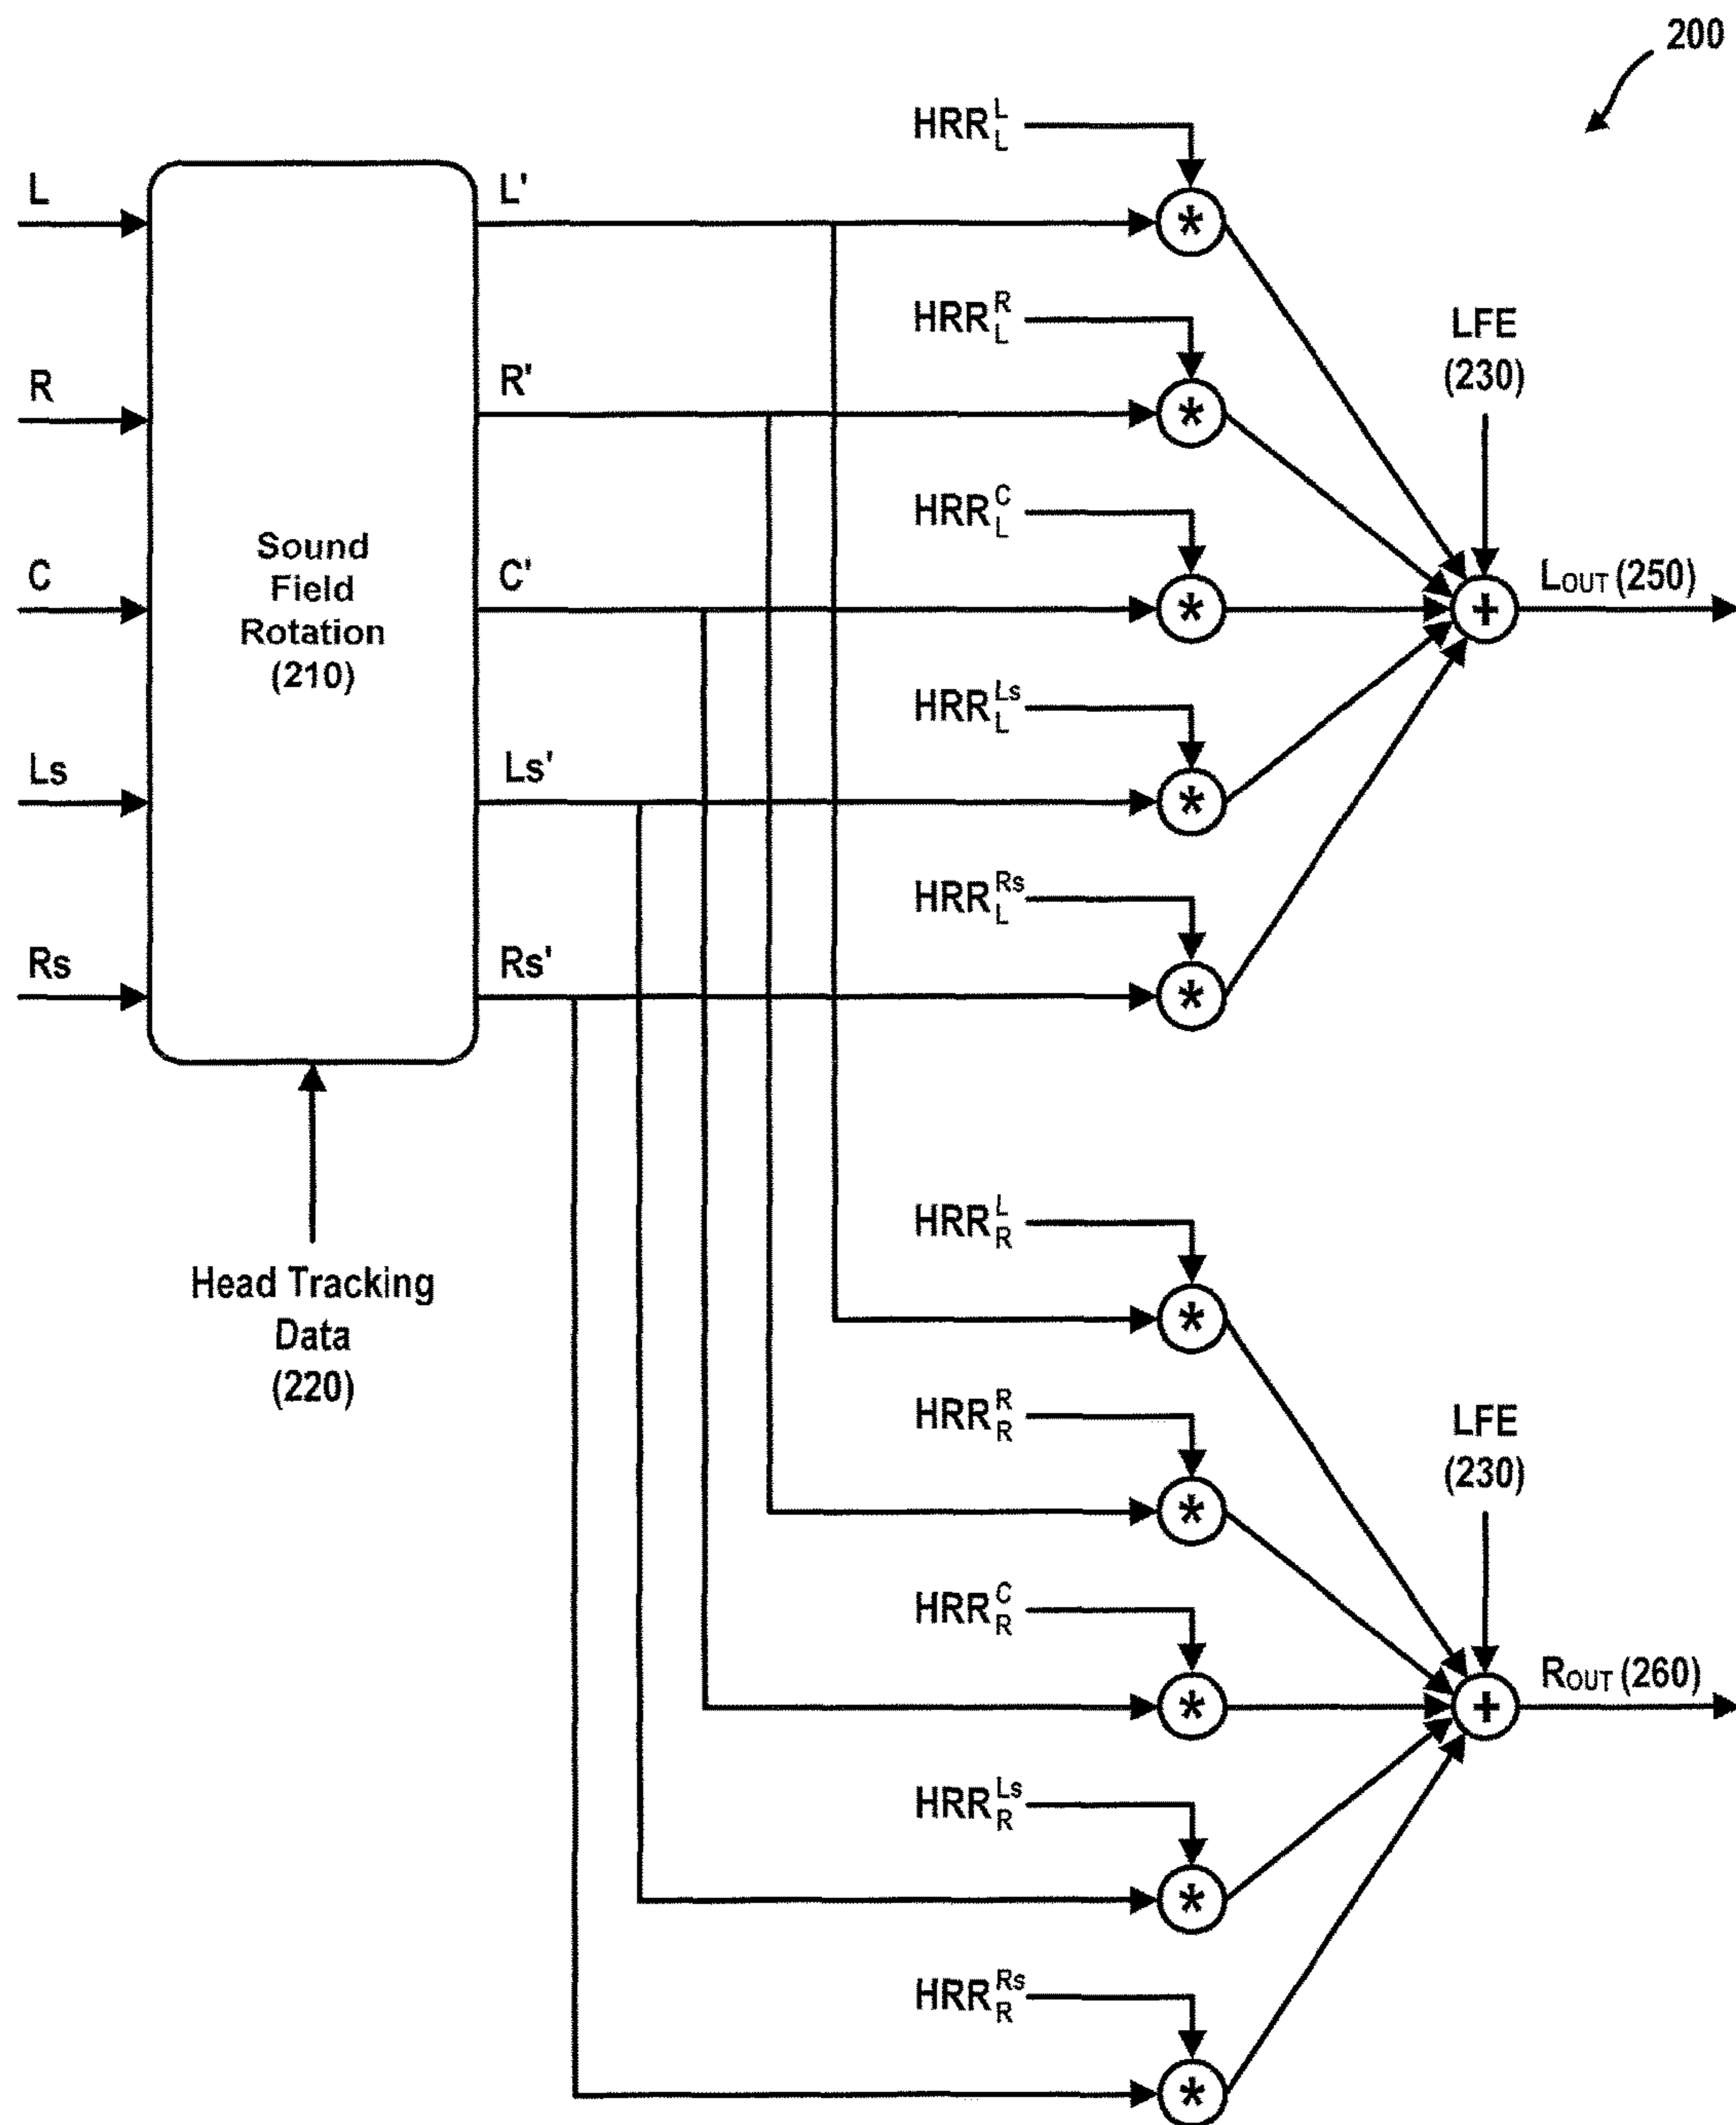 200
HRR L L
L L'
HRR R L
LFE
(230)
R R'
HRR C L
Sound
Field
Rotation
(210)
C C'
* * * * *
+
LOUT (250)
HRR Ls L
Ls Ls'
HRR Rs L
Rs Rs'
Head Tracking
Data
(220)
HRR L R
HRR R R
LFE
(230)
HRR C R
* * * * *
+
ROUT (260)
HRR Ls R
HRR Rs R